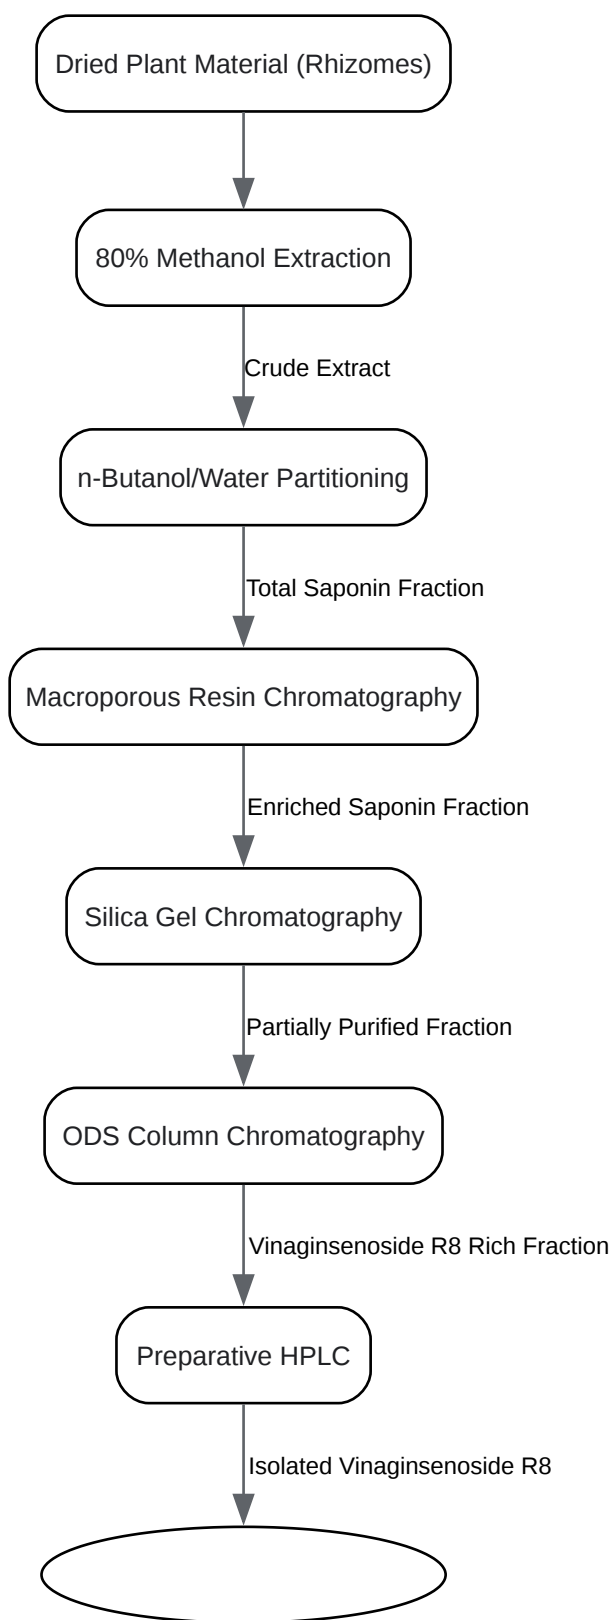 Dried Plant Material (Rhizomes)
80% Methanol Extraction
Crude Extract
n-Butanol/Water Partitioning
Total Saponin Fraction
Macroporous Resin Chromatography
Enriched Saponin Fraction
Silica Gel Chromatography
Partially Purified Fraction
ODS Column Chromatography
Vinaginsenoside R8 Rich Fraction
Preparative HPLC
Isolated Vinaginsenoside R8